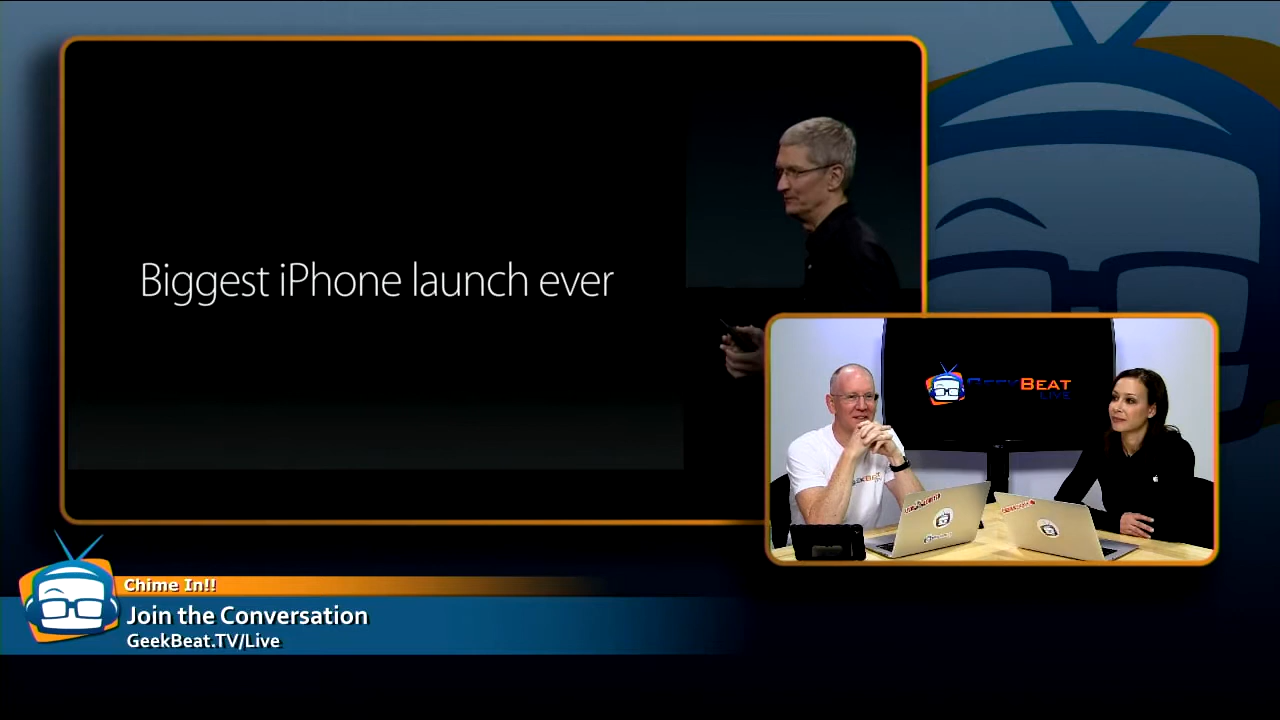 Biggest iPhone launch ever
GEEKBEAT
LIVE
Chime In!!
Join the Conversation
GeekBeat.TV/Live